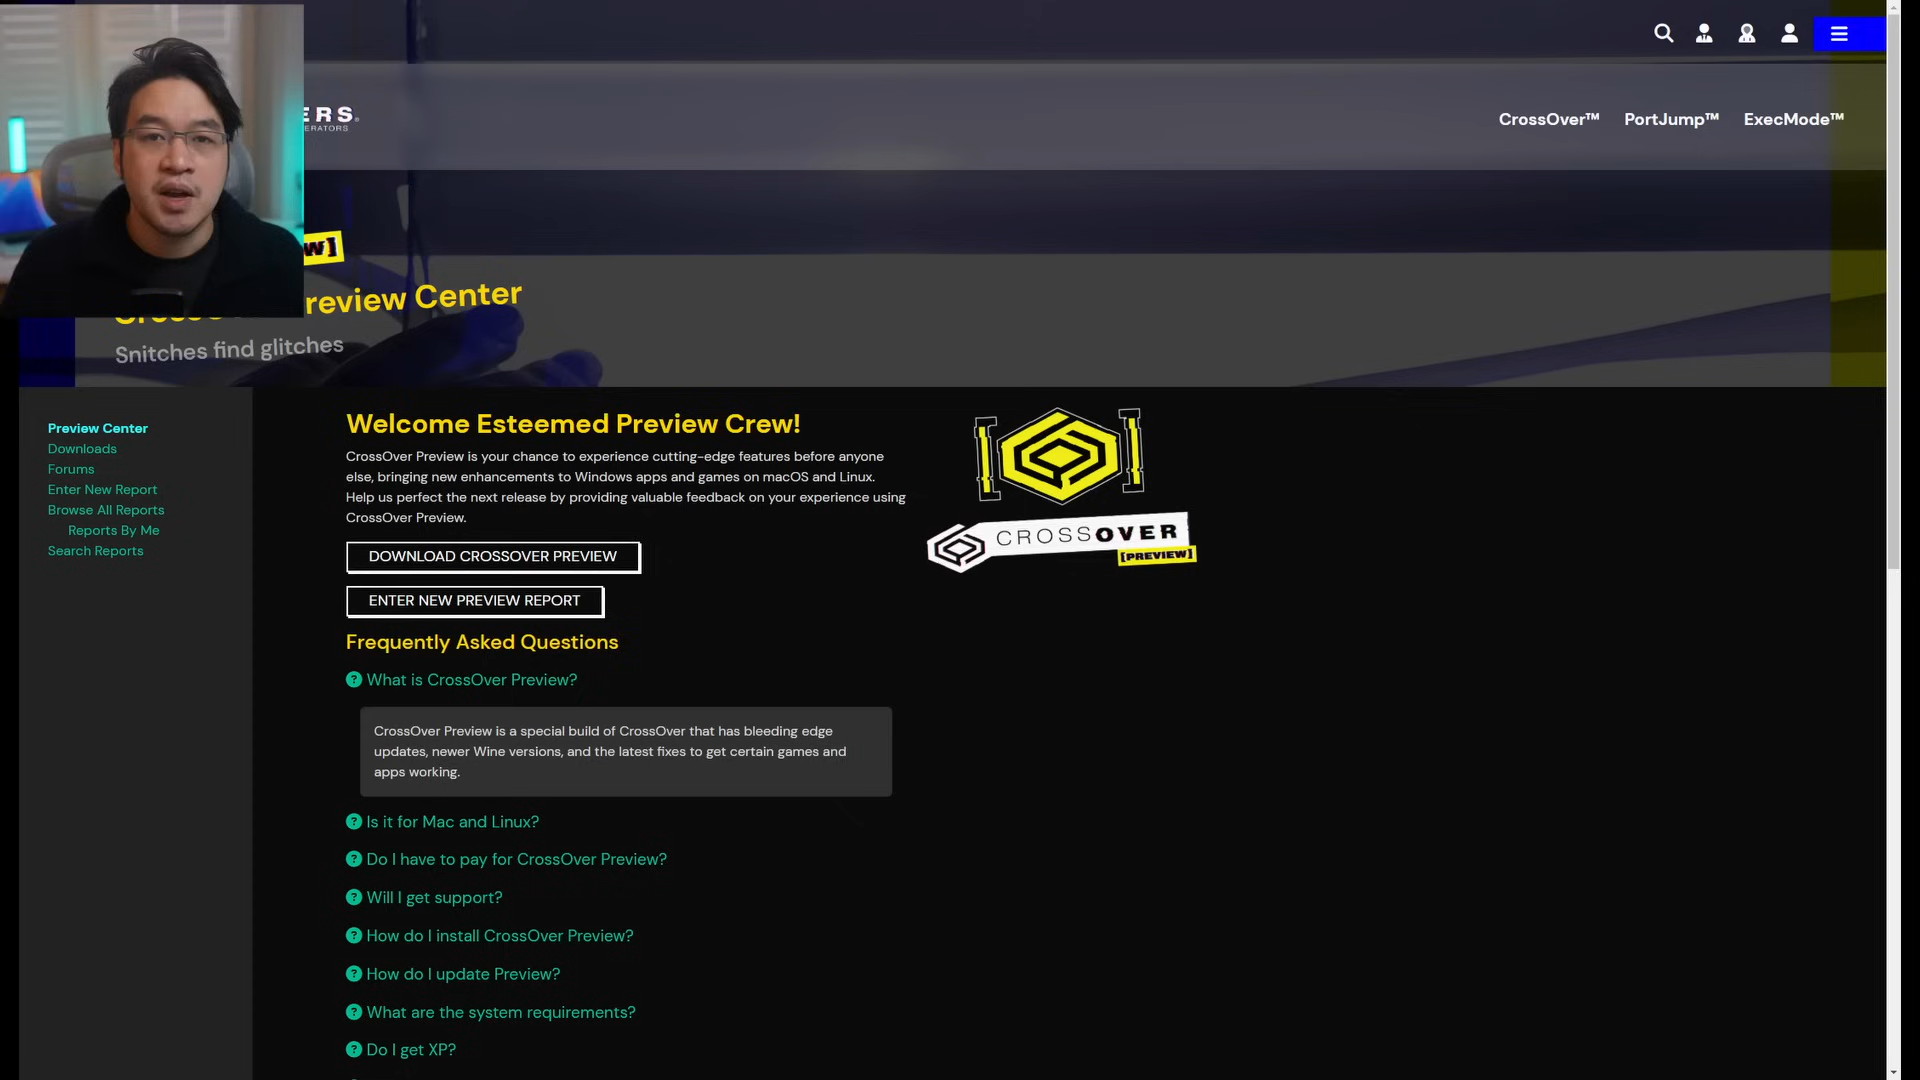 ERS
ERATORS
CrossOver™ PortJump™ ExecMode™
W]
review Center
Snitches find glitches
Preview Center
Downloads
Forums
Enter New Report
Browse All Reports
Reports By Me
Search Reports
Welcome Esteemed Preview Crew!
CrossOver Preview is your chance to experience cutting-edge features before anyone
else, bringing new enhancements to Windows apps and games on macOS and Linux.
Help us perfect the next release by providing valuable feedback on your experience using
CrossOver Preview.
DOWNLOAD CROSSOVER PREVIEW
ENTER NEW PREVIEW REPORT
CROSSOVER
[PREVIEW]
Frequently Asked Questions
What is CrossOver Preview?
CrossOver Preview is a special build of CrossOver that has bleeding edge
updates, newer Wine versions, and the latest fixes to get certain games and
apps working.
Is it for Mac and Linux?
Do I have to pay for CrossOver Preview?
Will I get support?
How do I install CrossOver Preview?
How do I update Preview?
What are the system requirements?
Do I get XP?